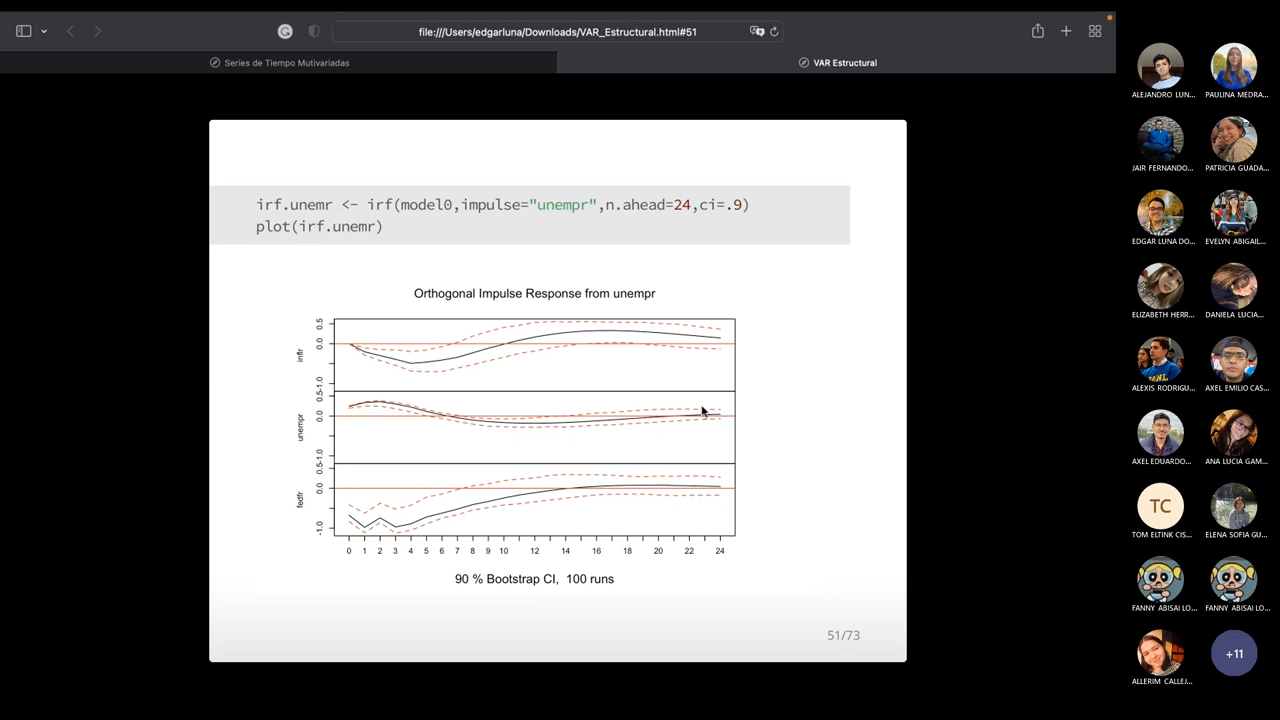 file:///Users/edgarluna/Downloads/VAR_Estructural.html#51
Series de Tiempo Mutivariadas
VAR Estructural
irf.unemr <- irf(model0,impulse="unempr",n.ahead=24,ci=.9)
plot(irf.unemr)
Orthogonal Impulse Response from unempr
inflr
0.5
0.0
-1.0
unempr
0.5
0.0
-1.0
fedfr
0.5
0.0
-1.0
0 1 2 3 4 5 6 7 8 9 10 12 14 16 18 20 22 24
90 % Bootstrap CI, 100 runs
51/73
ALEJANDRO LUN...
PAULINA MEDRA...
JAIR FERNANDO...
PATRICIA GUADA...
EDGAR LUNA DO...
EVELYN ABIGAIL...
ELIZABETH HERR...
DANIELA LUCIA...
UANL
ALEXIS RODRIGU...
AXEL EMILIO CAS...
AXEL EDUARDO...
ANA LUCIA GAM...
TC
TOM ELTINK CIS...
ELENA SOFIA GU...
FANNY ABISAI LO...
FANNY ABISAI LO...
ALLERIM CALLEJ...
+11